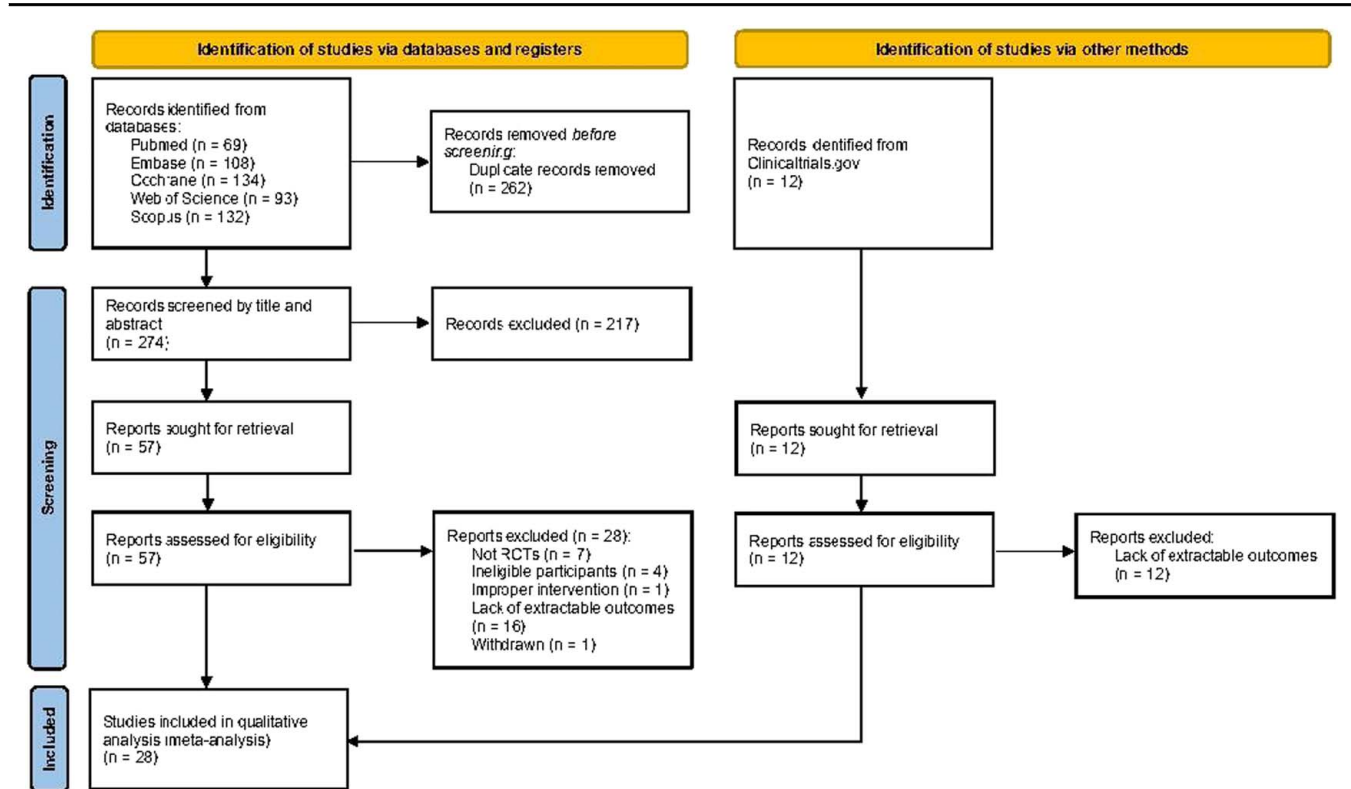 Identification of studies via databases and registers
Identification of studies via other methods
Identification
Records identified from
databases:
Pubmed (n = 69)
Embase (n = 108)
Cochrane (n = 134)
Web of Science (n = 93)
Scopus (n = 132)
Records removed before
screening:
Duplicate records removed
(n = 262)
Records identified from
Clinicaltrials.gov
(n = 12)
Screening
Records screened by title and
abstract
(n = 274)
Records excluded (n = 217)
Reports sought for retrieval
(n = 57)
Reports sought for retrieval
(n = 12)
Reports assessed for eligibility
(n = 57)
Reports excluded (n = 28):
Not RCTs (n = 7)
Ineligible participants (n = 4)
Improper intervention (n = 1)
Lack of extractable outcomes
(n = 16)
Withdrawn (n = 1)
Reports assessed for eligibility
(n = 12)
Reports excluded:
Lack of extractable outcomes
(n = 12)
Included
Studies included in qualitative
analysis (meta-analysis)
(n = 28)